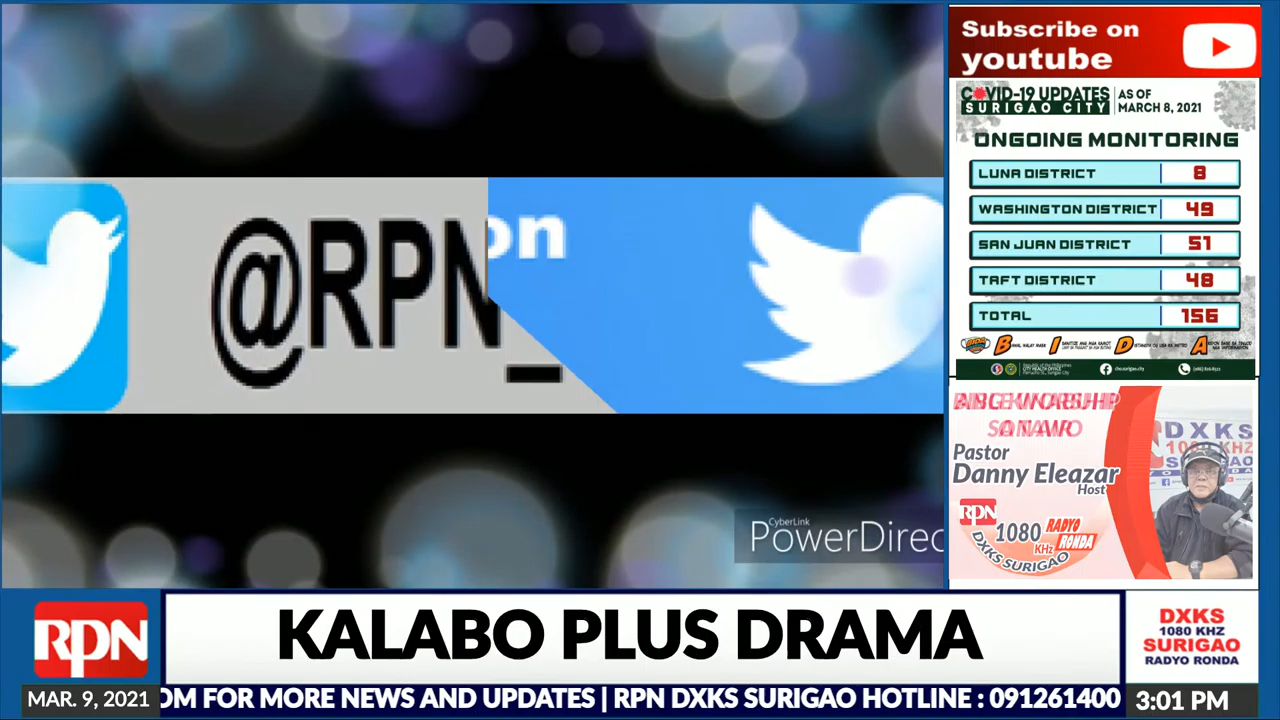 @RPN_
on
CyberLink
PowerDirec
Subscribe on
youtube
COVID-19 UPDATES
SURIGAO CITY
AS OF
MARCH 8, 2021
ONGOING MONITORING
LUNA DISTRICT 8
WASHINGTON DISTRICT 49
SAN JUAN DISTRICT 51
TAFT DISTRICT 48
TOTAL 156
B I D A
Pastor
Danny Eleazar
Host
RPN
1080
KHz
RADYO
RONDA
DXKS SURIGAO
DXKS
1080 KHZ
RPN
KALABO PLUS DRAMA
DXKS
1080 KHZ
SURIGAO
RADYO RONDA
MAR. 9, 2021
OM FOR MORE NEWS AND UPDATES | RPN DXKS SURIGAO HOTLINE : 091261400
3:01 PM